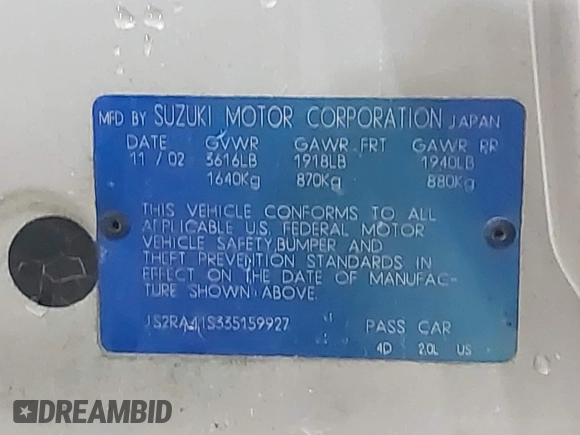 MFD BY SUZUKI MOTOR CORPORATION JAPAN
DATE GVWR GAWR FRT GAWR RR
11 / 02 3616LB 1918LB 1940LB
1640Kg 870Kg 880Kg
THIS VEHICLE CONFORMS TO ALL
APPLICABLE U.S. FEDERAL MOTOR
VEHICLE SAFETY,BUMPER AND
THEFT PREVENTION STANDARDS IN
EFFECT ON THE DATE OF MANUFAC-
TURE SHOWN ABOVE.
JS2RA41S335159927 PASS CAR
4D 2.0L US
DREAMBID